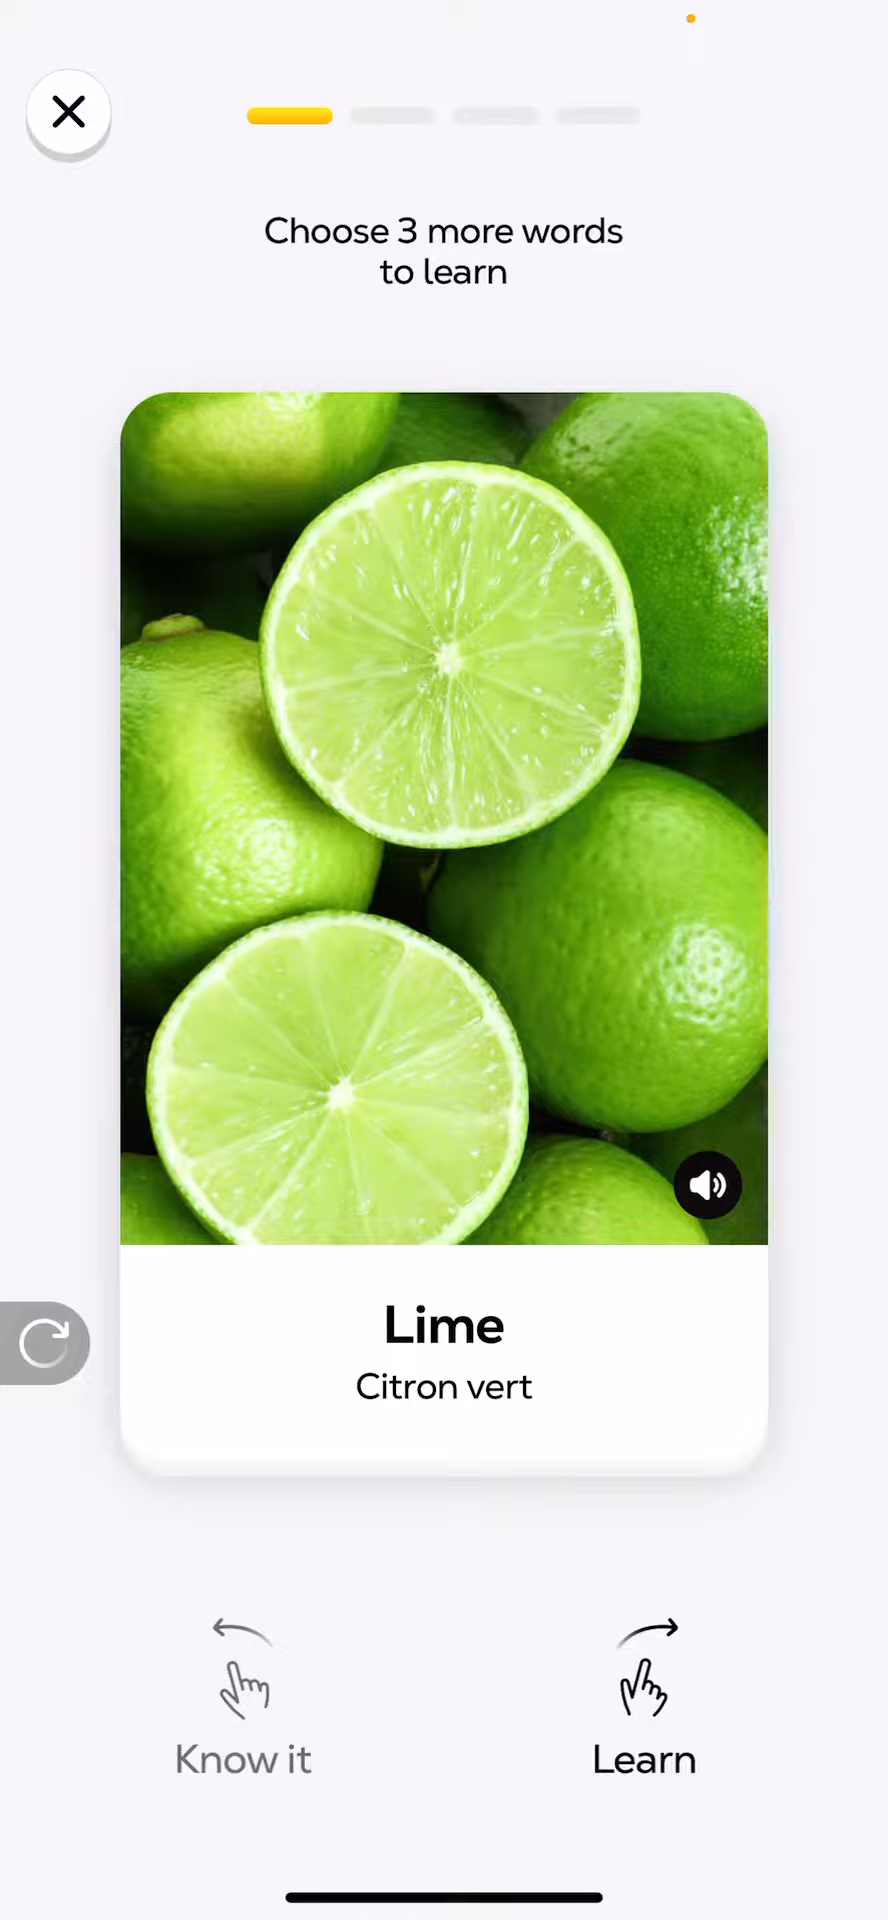 Choose 3 more words
to learn
Lime
Citron vert
Know it
Learn